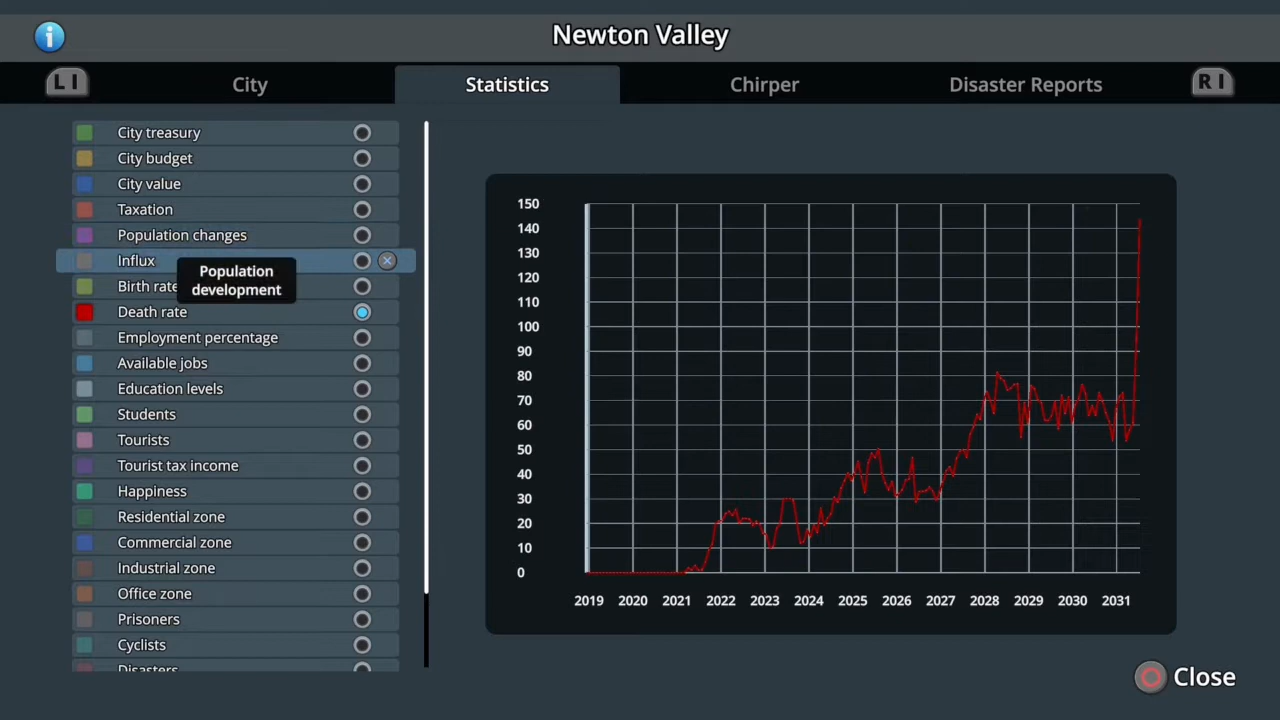 i
Newton Valley
L1
City
Statistics
Chirper
Disaster Reports
R1
City treasury
City budget
City value
Taxation
Population changes
Influx
Population
development
Birth rate
Death rate
Employment percentage
Available jobs
Education levels
Students
Tourists
Tourist tax income
Happiness
Residential zone
Commercial zone
Industrial zone
Office zone
Prisoners
Cyclists
Disasters
150
140
130
120
110
100
90
80
70
60
50
40
30
20
10
0
2019 2020 2021 2022 2023 2024 2025 2026 2027 2028 2029 2030 2031
Close